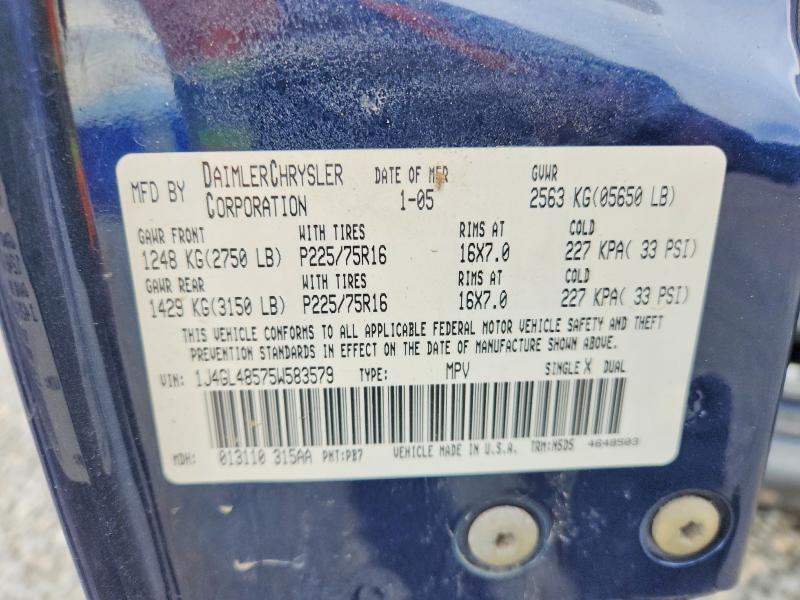 MFD BY DAIMLERCHRYSLER CORPORATION DATE OF MFR 1-05 GVWR 2563 KG(05650 LB)
GAWR FRONT WITH TIRES RIMS AT COLD
1248 KG(2750 LB) P225/75R16 16X7.0 227 KPA( 33 PSI)
GAWR REAR WITH TIRES RIMS AT COLD
1429 KG(3150 LB) P225/75R16 16X7.0 227 KPA( 33 PSI)
THIS VEHICLE CONFORMS TO ALL APPLICABLE FEDERAL MOTOR VEHICLE SAFETY AND THEFT
PREVENTION STANDARDS IN EFFECT ON THE DATE OF MANUFACTURE SHOWN ABOVE.
VIN: 1J4GL48575W583579 TYPE: MPV SINGLE X DUAL
MDH: 013110 315AA PNT:PB7 VEHICLE MADE IN U.S.A. TRM:N5DS 4648503